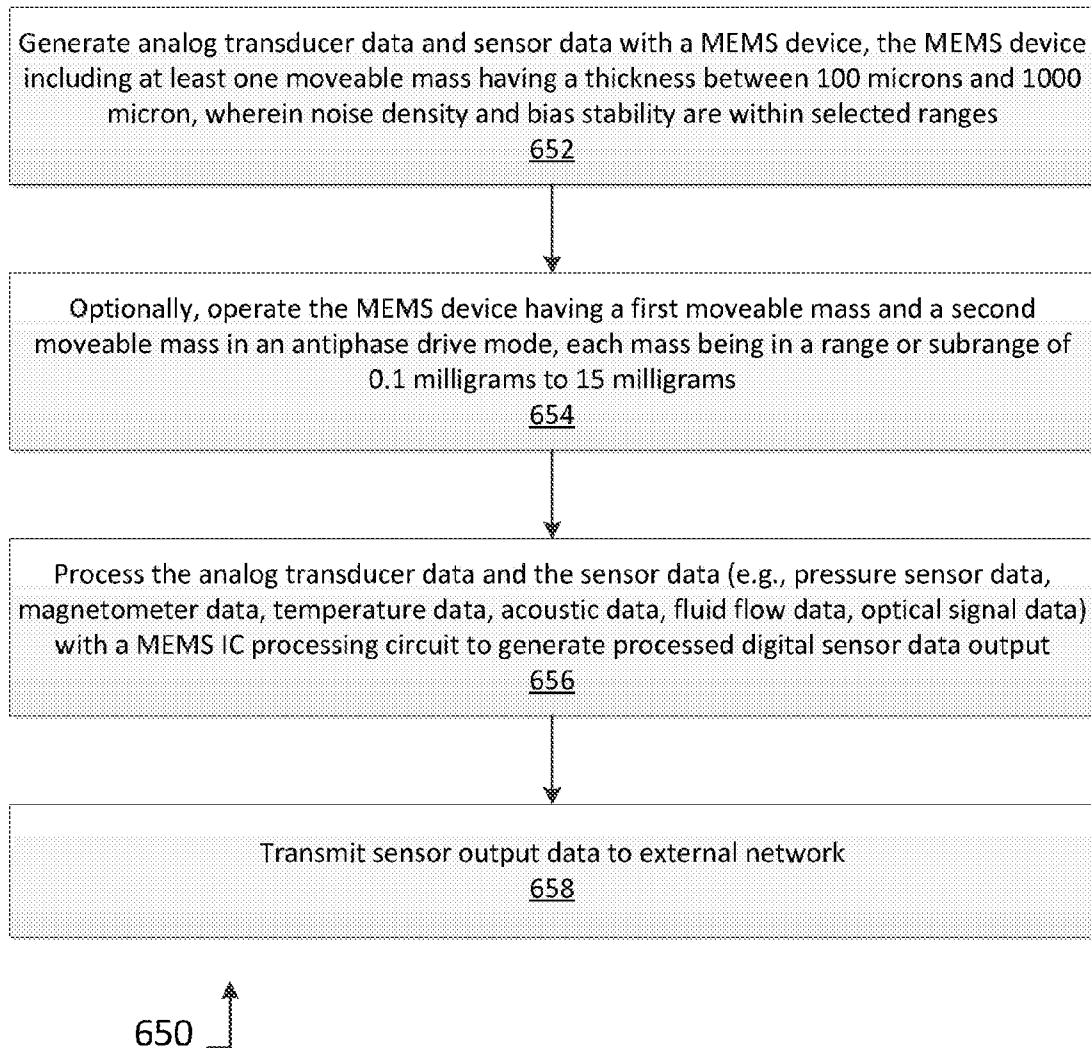 Generate analog transducer data and sensor data with a MEMS device, the MEMS device
including at least one moveable mass having a thickness between 100 microns and 1000
micron, wherein noise density and bias stability are within selected ranges
652
Optionally, operate the MEMS device having a first moveable mass and a second
moveable mass in an antiphase drive mode, each mass being in a range or subrange of
0.1 milligrams to 15 milligrams
654
Process the analog transducer data and the sensor data (e.g., pressure sensor data,
magnetometer data, temperature data, acoustic data, fluid flow data, optical signal data)
with a MEMS IC processing circuit to generate processed digital sensor data output
656
Transmit sensor output data to external network
658
650